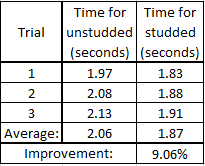 Trial Time for unstudded (seconds) Time for studded (seconds)
1 1.97 1.83
2 2.08 1.88
3 2.13 1.91
Average: 2.06 1.87
Improvement: 9.06%